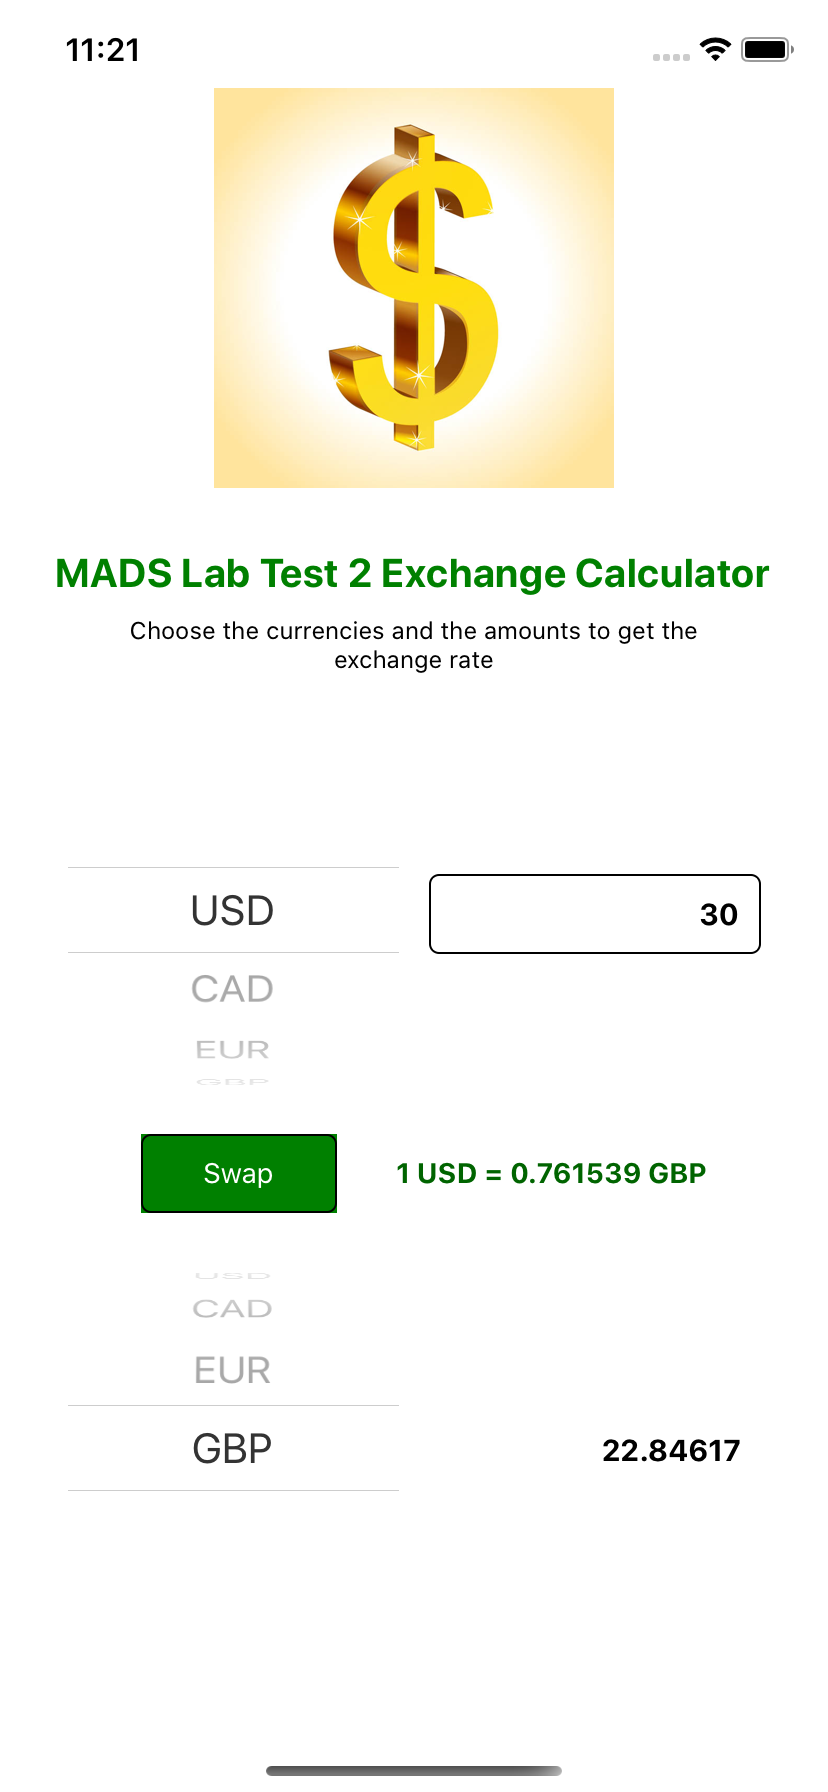 11:21
MADS Lab Test 2 Exchange Calculator
Choose the currencies and the amounts to get the
exchange rate
USD
30
CAD
EUR
GBP
Swap
1 USD = 0.761539 GBP
USD
CAD
EUR
GBP
22.84617